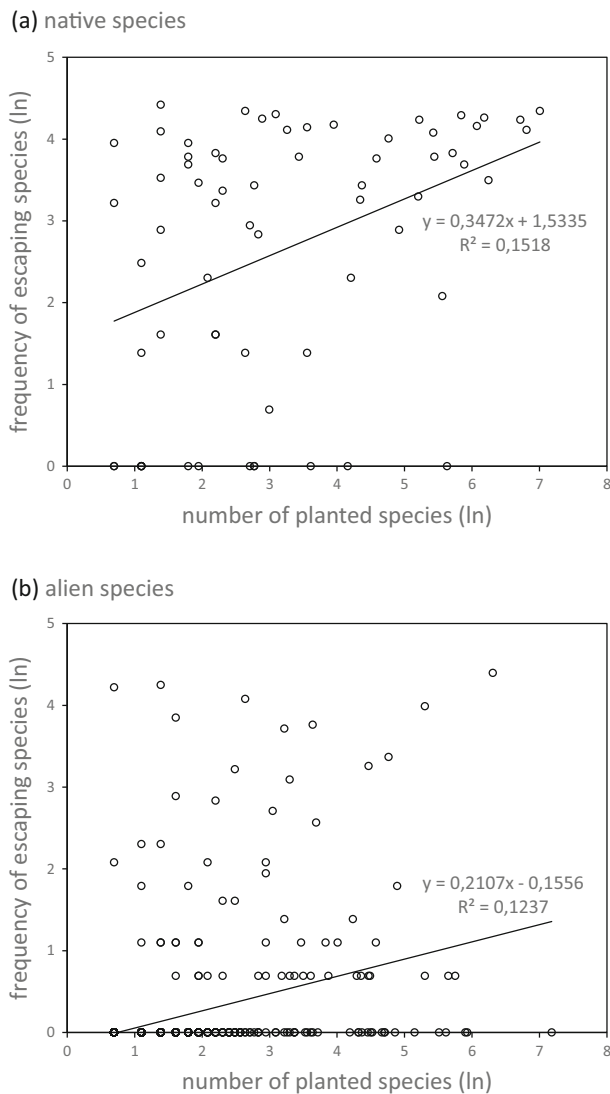 (a) native species
frequency of escaping species (ln)
5
4
3
2
1
0
y = 0,3472x + 1,5335
R² = 0,1518
0 1 2 3 4 5 6 7 8
number of planted species (ln)
(b) alien species
frequency of escaping species (ln)
5
4
3
2
1
0
y = 0,2107x - 0,1556
R² = 0,1237
0 1 2 3 4 5 6 7 8
number of planted species (ln)